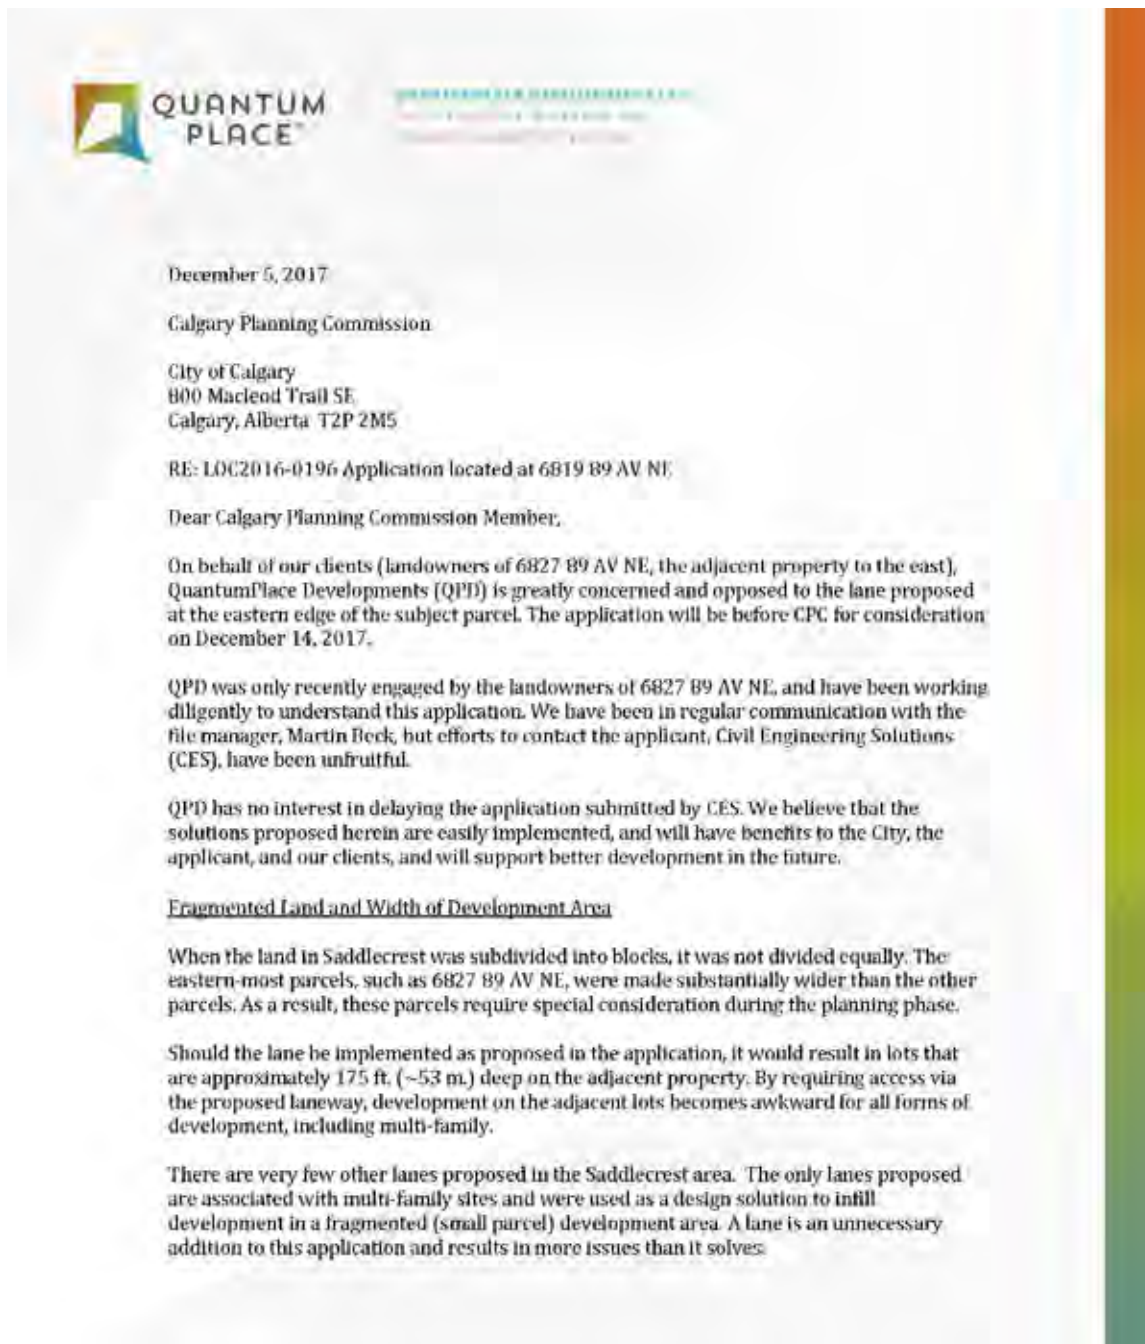 QUANTUM
PLACE
December 5, 2017
Calgary Planning Commission
City of Calgary
800 Macleod Trail SE
Calgary, Alberta T2P 2M5
RE: LOC2016-0196 Application located at 6819 89 AV NE
Dear Calgary Planning Commission Member,
On behalf of our clients (landowners of 6827 89 AV NE, the adjacent property to the east),
QuantumPlace Developments (QPD) is greatly concerned and opposed to the lane proposed
at the eastern edge of the subject parcel. The application will be before CPC for consideration
on December 14, 2017.
QPD was only recently engaged by the landowners of 6827 89 AV NE, and have been working
diligently to understand this application. We have been in regular communication with the
file manager, Martin Beck, but efforts to contact the applicant, Civil Engineering Solutions
(CES), have been unfruitful.
QPD has no interest in delaying the application submitted by CES. We believe that the
solutions proposed herein are easily implemented, and will have benefits to the City, the
applicant, and our clients, and will support better development in the future.
Fragmented Land and Width of Development Area
When the land in Saddlecrest was subdivided into blocks, it was not divided equally. The
eastern-most parcels, such as 6827 89 AV NE, were made substantially wider than the other
parcels. As a result, these parcels require special consideration during the planning phase.
Should the lane be implemented as proposed in the application, it would result in lots that
are approximately 175 ft. (~53 m.) deep on the adjacent property. By requiring access via
the proposed laneway, development on the adjacent lots becomes awkward for all forms of
development, including multi-family.
There are very few other lanes proposed in the Saddlecrest area. The only lanes proposed
are associated with multi-family sites and were used as a design solution to infill
development in a fragmented (small parcel) development area. A lane is an unnecessary
addition to this application and results in more issues than it solves.